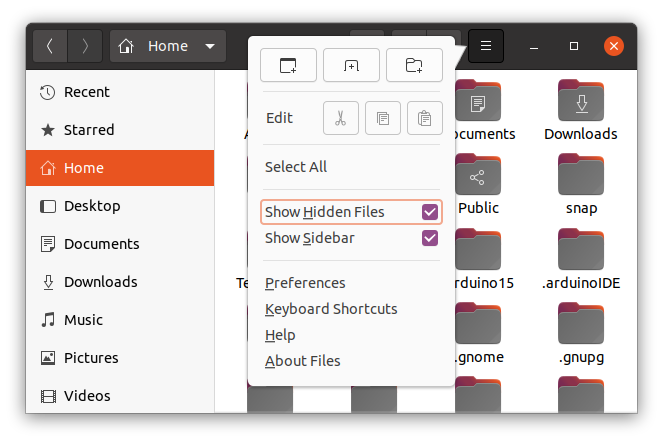 Home
Recent
Starred
Home
Desktop
Documents
Downloads
Music
Pictures
Videos
Edit
Select All
Show Hidden Files
Show Sidebar
Preferences
Keyboard Shortcuts
Help
About Files
ocuments
Downloads
Public
snap
Te
rduino15
.arduinoIDE
.gnome
.gnupg